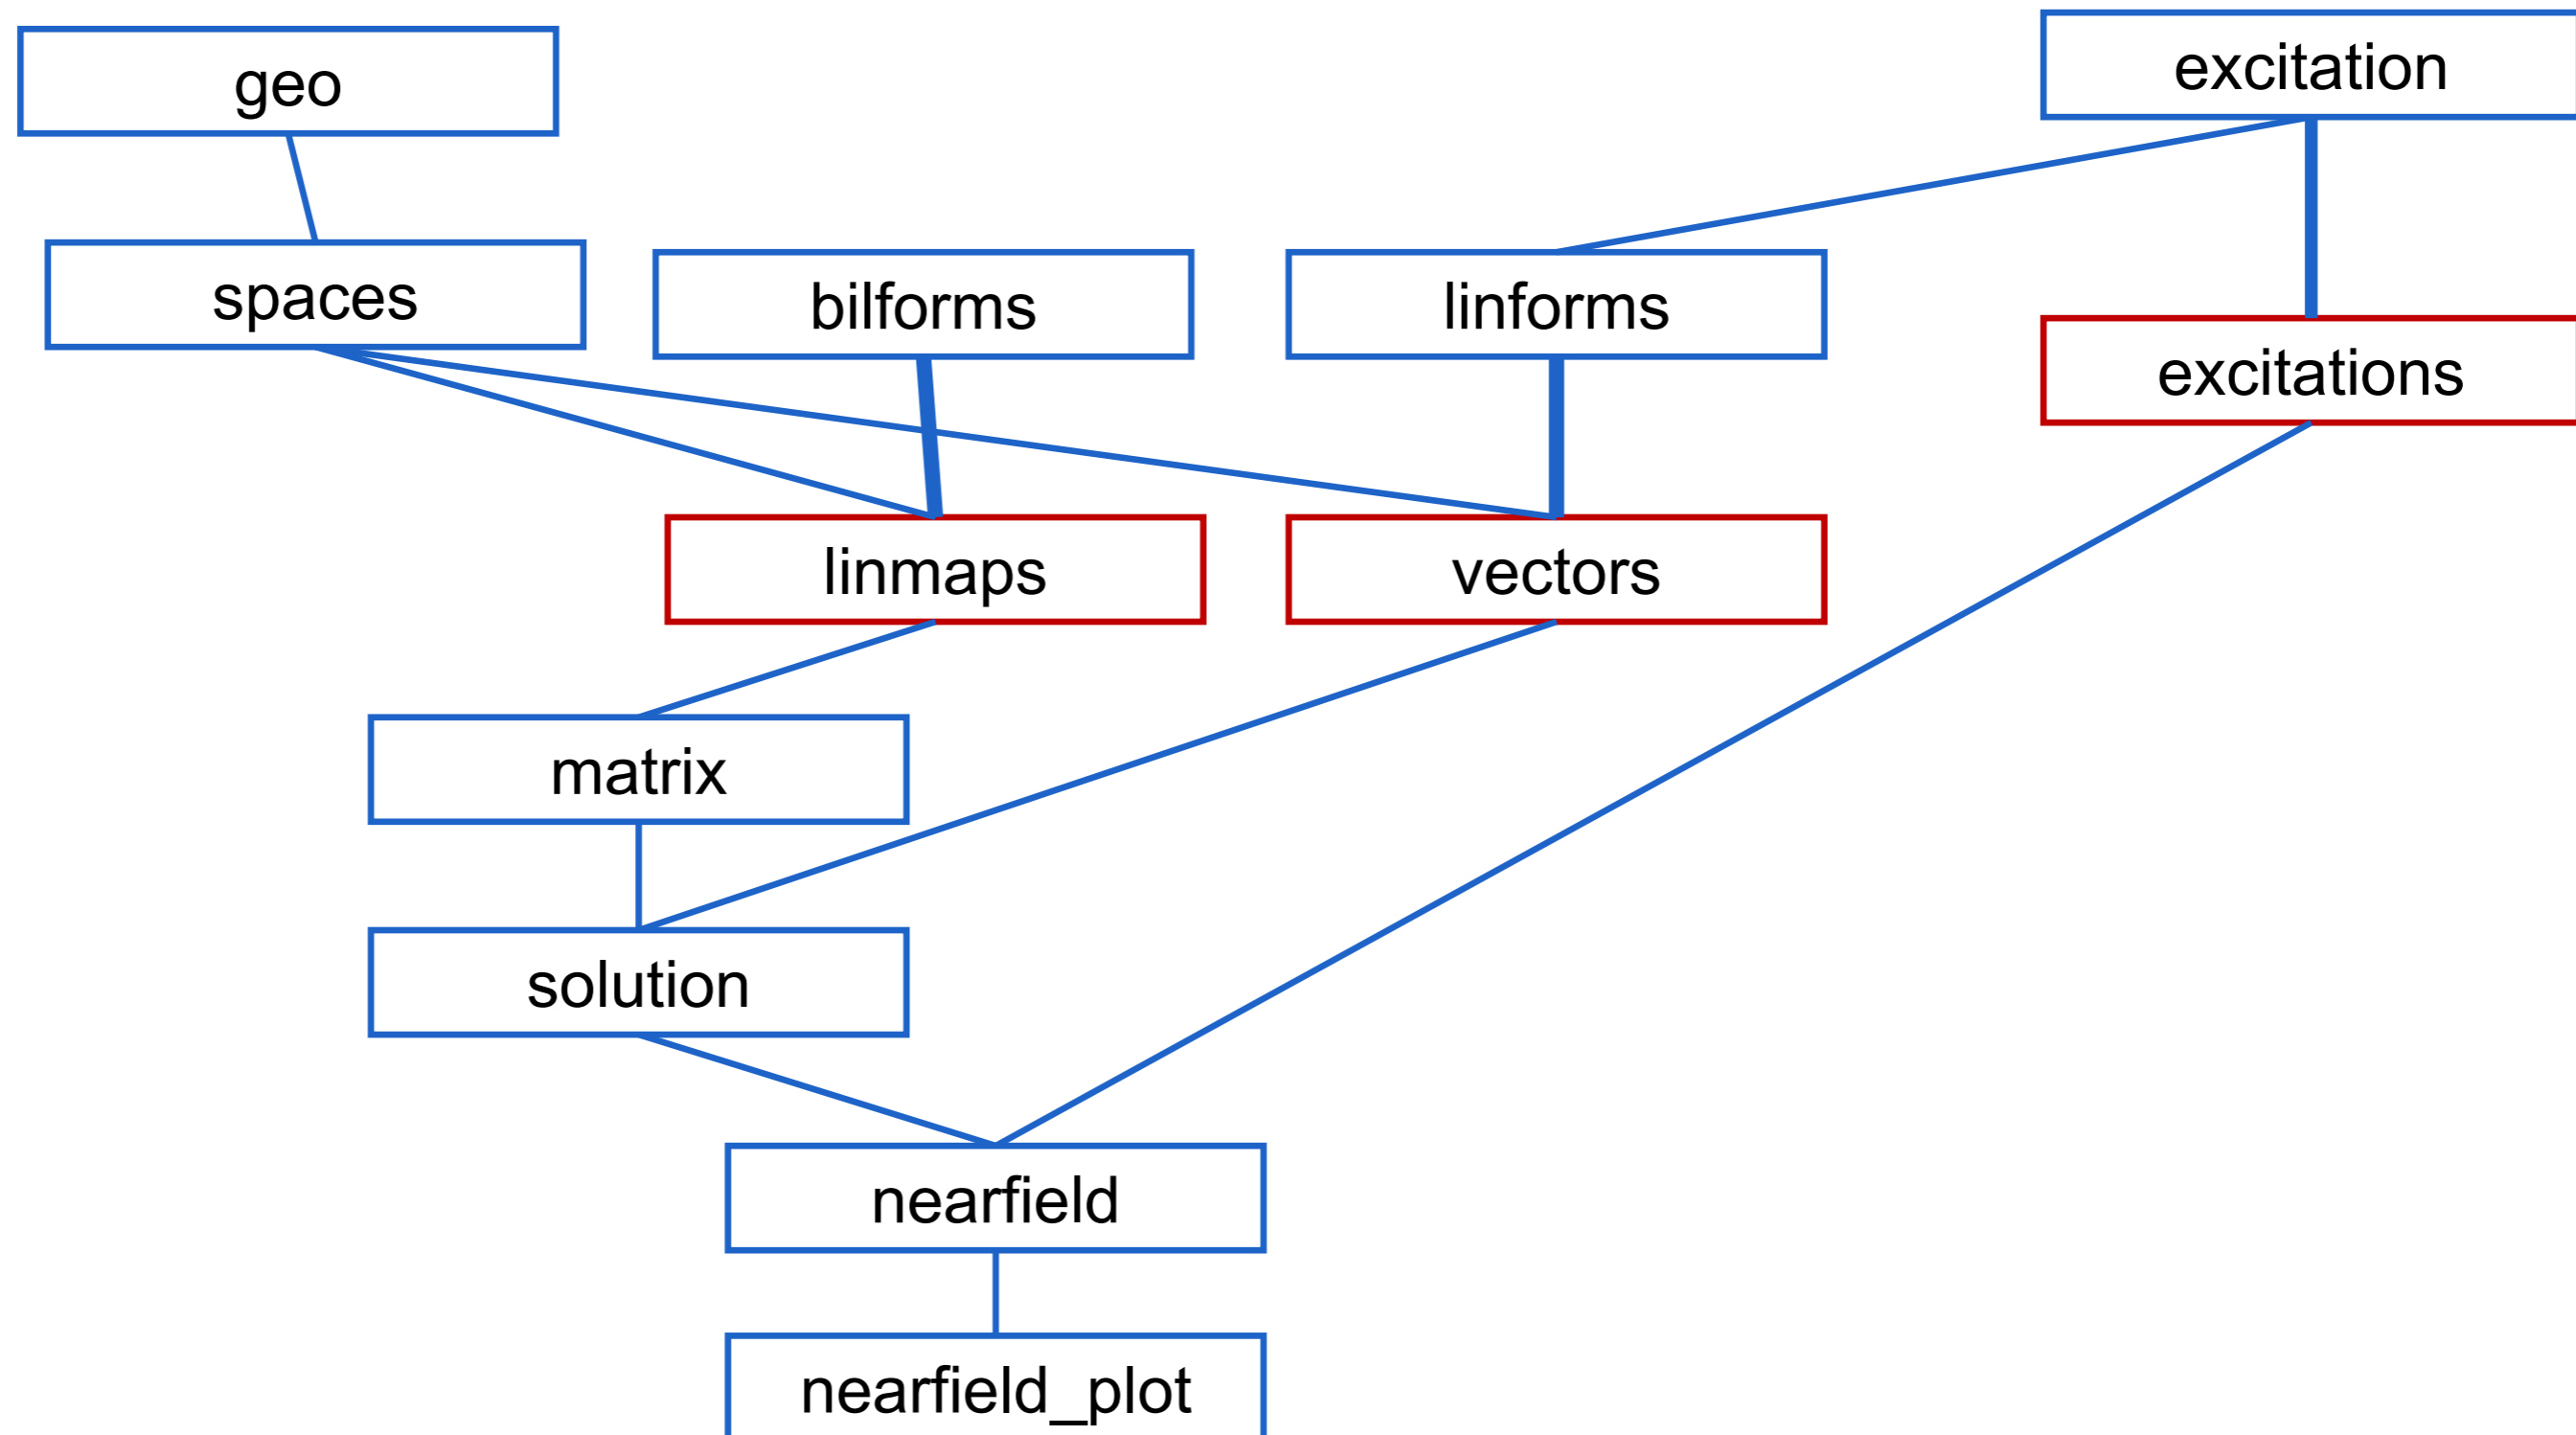 geo
excitation
spaces
bilforms
linforms
excitations
linmaps
vectors
matrix
solution
nearfield
nearfield_plot